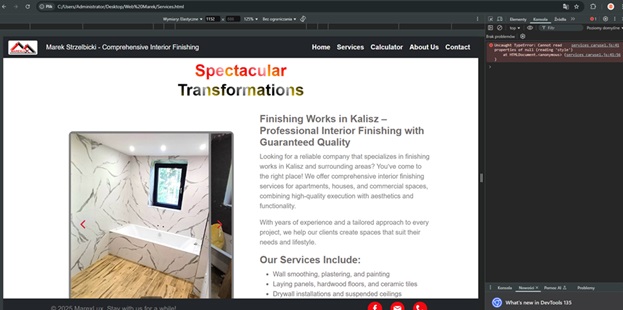 Plik C:/Users/Administrator/Desktop/Web%20Marek/Services.html
Wymiary: Elastyczny 1152 x 125% Bez ograniczania
Elementy Konsola Źródła
top Filtr Poziomy domyślne
Brak problemów
Uncaught TypeError: Cannot read properties of null (reading 'style')
at HTMLDocument.<anonymous>
Marek Strzelbicki - Comprehensive Interior Finishing
Home Services Calculator About Us Contact
Spectacular
Transformations
Finishing Works in Kalisz –
Professional Interior Finishing with
Guaranteed Quality
Looking for a reliable company that specializes in finishing
works in Kalisz and surrounding areas? You've come to
the right place! We offer comprehensive interior finishing
services for apartments, houses, and commercial spaces,
combining high-quality execution with aesthetics and
functionality.
With years of experience and a tailored approach to every
project, we help our clients create spaces that suit their
needs and lifestyle.
Our Services Include:
Wall smoothing, plastering, and painting
Laying panels, hardwood floors, and ceramic tiles
Drywall installations and suspended ceilings
Stay with us for a while!
Konsola Nowości Pomoc AI Problemy
What's new in DevTools 135